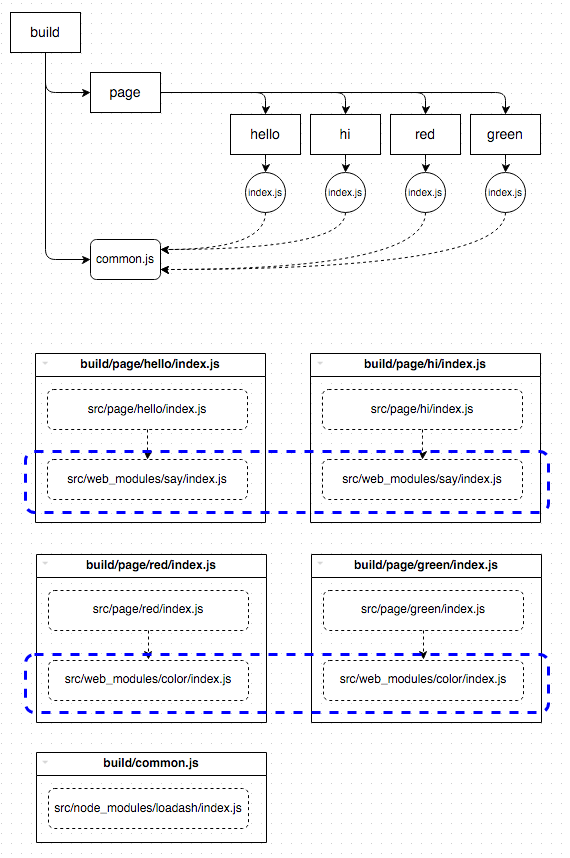 build
page
hello
hi
red
green
index.js
index.js
index.js
index.js
common.js
build/page/hello/index.js
src/page/hello/index.js
src/web_modules/say/index.js
build/page/hi/index.js
src/page/hi/index.js
src/web_modules/say/index.js
build/page/red/index.js
src/page/red/index.js
src/web_modules/color/index.js
build/page/green/index.js
src/page/green/index.js
src/web_modules/color/index.js
build/common.js
src/node_modules/loadash/index.js